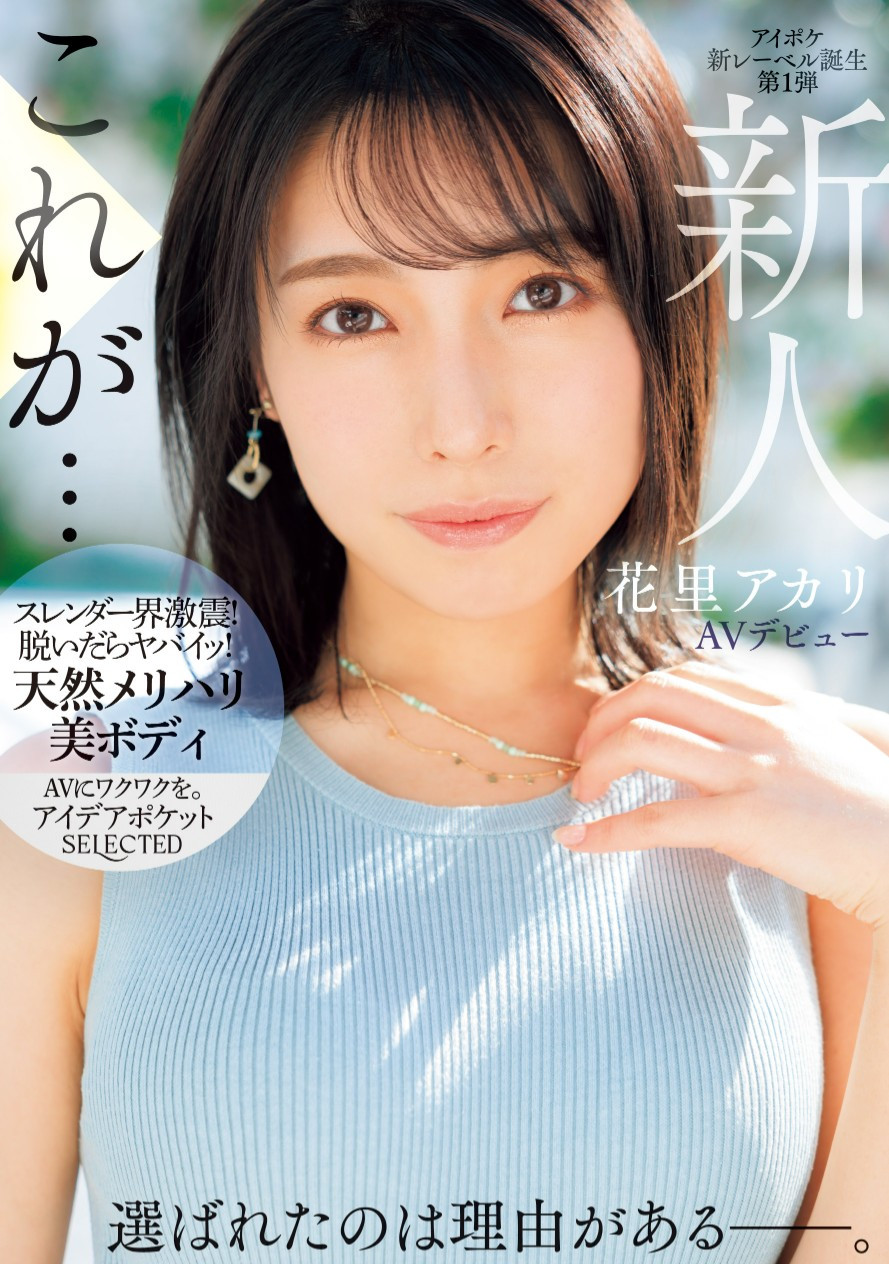 これが…
アイポケ
新レーベル誕生
第1弾
新人
花里アカリ
AVデビュー
スレンダー界激震!
脱いだらヤバイッ!
天然メリハリ
美ボディ
AVにワクワクを。
アイデアポケット
SELECTED
選ばれたのは理由がある――。